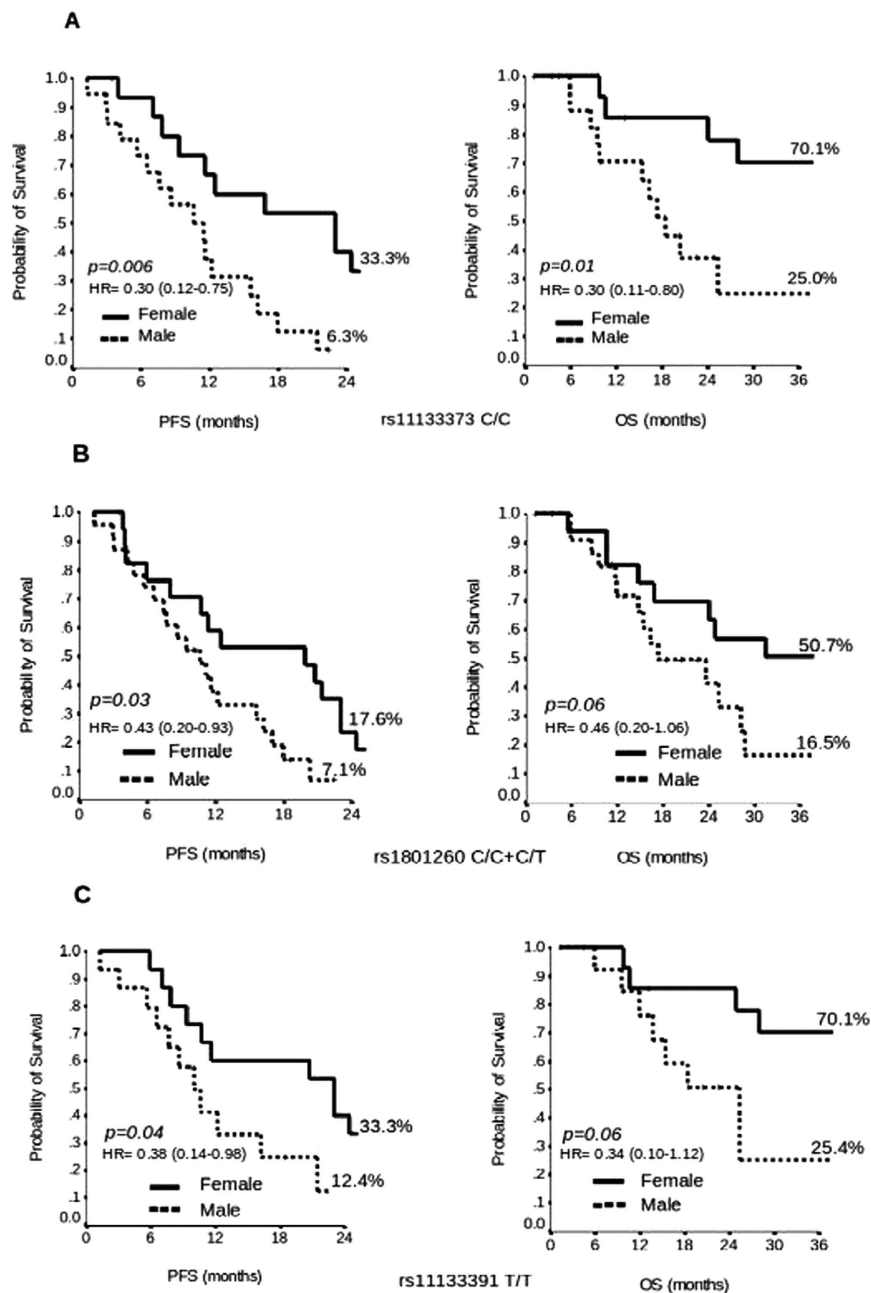 A
1.0
.9
.8
.7
.6
.5
.4
.3
.2
.1
0.0
Probability of Survival
p=0.006
HR= 0.30 (0.12-0.75)
Female
Male
33.3%
6.3%
0 6 12 18 24
PFS (months)
1.0
.9
.8
.7
.6
.5
.4
.3
.2
.1
0.0
Probability of Survival
p=0.01
HR= 0.30 (0.11-0.80)
Female
Male
70.1%
25.0%
0 6 12 18 24 30 36
OS (months)
rs11133373 C/C
B
1.0
.9
.8
.7
.6
.5
.4
.3
.2
.1
0.0
Probability of Survival
p=0.03
HR= 0.43 (0.20-0.93)
Female
Male
17.6%
7.1%
0 6 12 18 24
PFS (months)
1.0
.9
.8
.7
.6
.5
.4
.3
.2
.1
0.0
Probability of Survival
p=0.06
HR= 0.46 (0.20-1.06)
Female
Male
50.7%
16.5%
0 6 12 18 24 30 36
OS (months)
rs1801260 C/C+C/T
C
1.0
.9
.8
.7
.6
.5
.4
.3
.2
.1
0.0
Probability of Survival
p=0.04
HR= 0.38 (0.14-0.98)
Female
Male
33.3%
12.4%
0 6 12 18 24
PFS (months)
1.0
.9
.8
.7
.6
.5
.4
.3
.2
.1
0.0
Probability of Survival
p=0.06
HR= 0.34 (0.10-1.12)
Female
Male
70.1%
25.4%
0 6 12 18 24 30 36
OS (months)
rs11133391 T/T